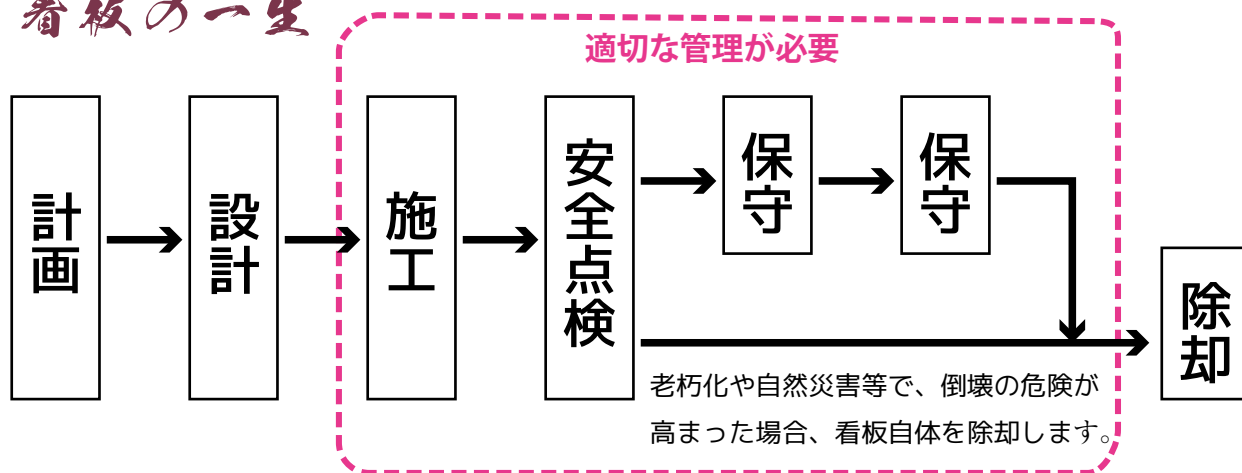 看板の一生
適切な管理が必要
計画
設計
施工
安全点検
保守
保守
除却
老朽化や自然災害等で、倒壊の危険が
高まった場合、看板自体を除却します。